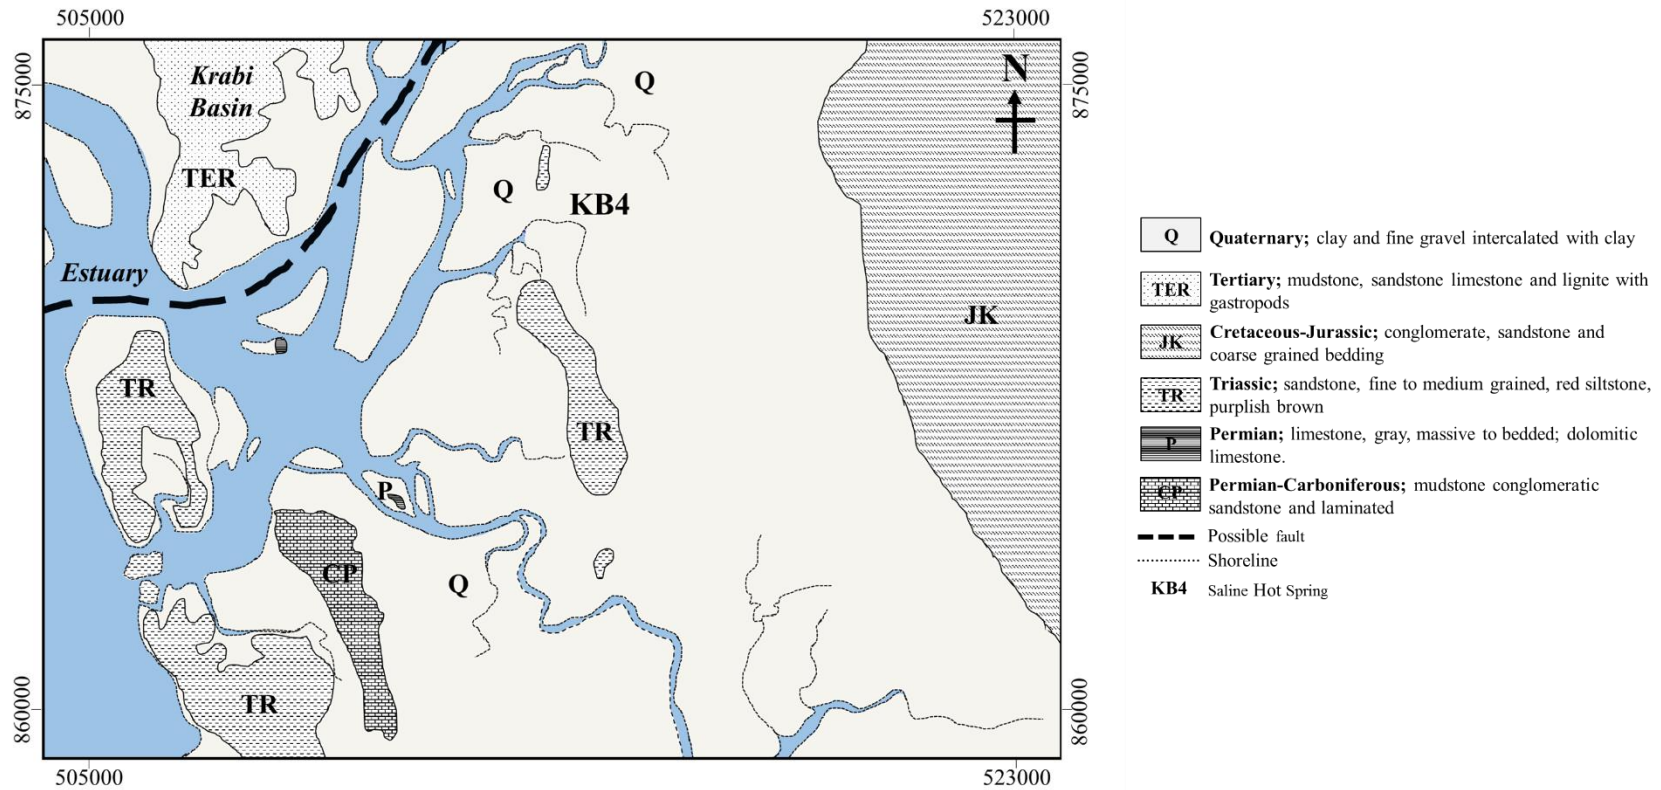 505000
523000
875000
875000
Krabi
Basin
N
Q
TER
Q
KB4
Estuary
JK
TR
TR
P
CP
Q
TR
860000
860000
505000
523000
Q Quaternary; clay and fine gravel intercalated with clay
TER Tertiary; mudstone, sandstone limestone and lignite with
gastropods
JK Cretaceous-Jurassic; conglomerate, sandstone and
coarse grained bedding
TR Triassic; sandstone, fine to medium grained, red siltstone,
purplish brown
P Permian; limestone, gray, massive to bedded; dolomitic
limestone.
CP Permian-Carboniferous; mudstone conglomeratic
sandstone and laminated
Possible fault
Shoreline
KB4 Saline Hot Spring